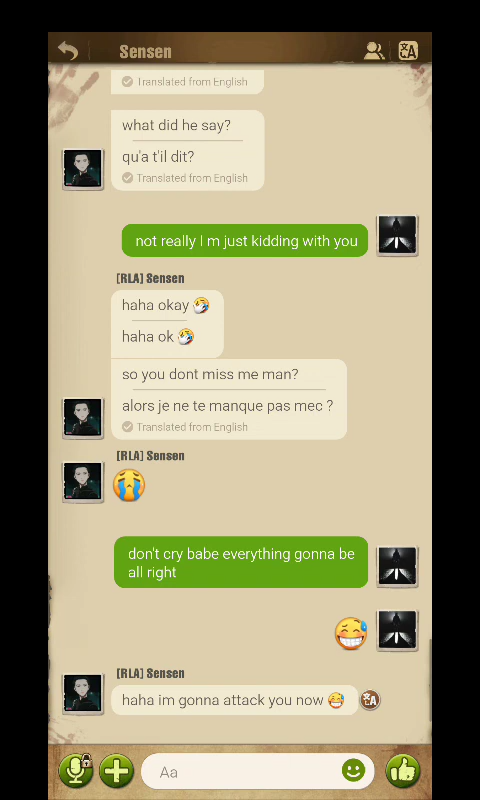 Sensen
Translated from English
what did he say?
qu'a t'il dit?
Translated from English
not really I m just kidding with you
[RLA] Sensen
haha okay 🤣
haha ok 🤣
so you dont miss me man?
alors je ne te manque pas mec ?
Translated from English
[RLA] Sensen
😭
don't cry babe everything gonna be
all right
😅
[RLA] Sensen
haha im gonna attack you now 😅
Aa